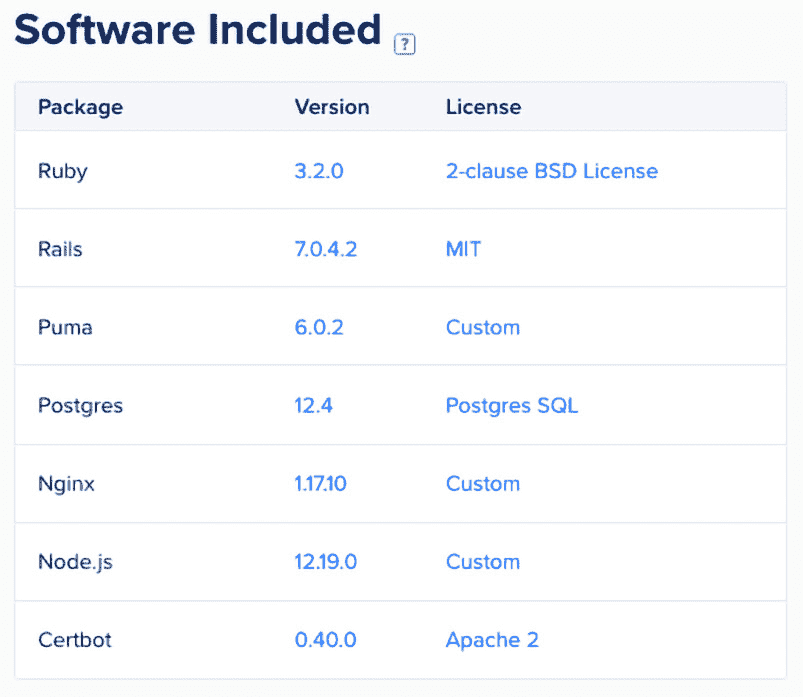 Software Included ?
Package Version License
Ruby 3.2.0 2-clause BSD License
Rails 7.0.4.2 MIT
Puma 6.0.2 Custom
Postgres 12.4 Postgres SQL
Nginx 1.17.10 Custom
Node.js 12.19.0 Custom
Certbot 0.40.0 Apache 2